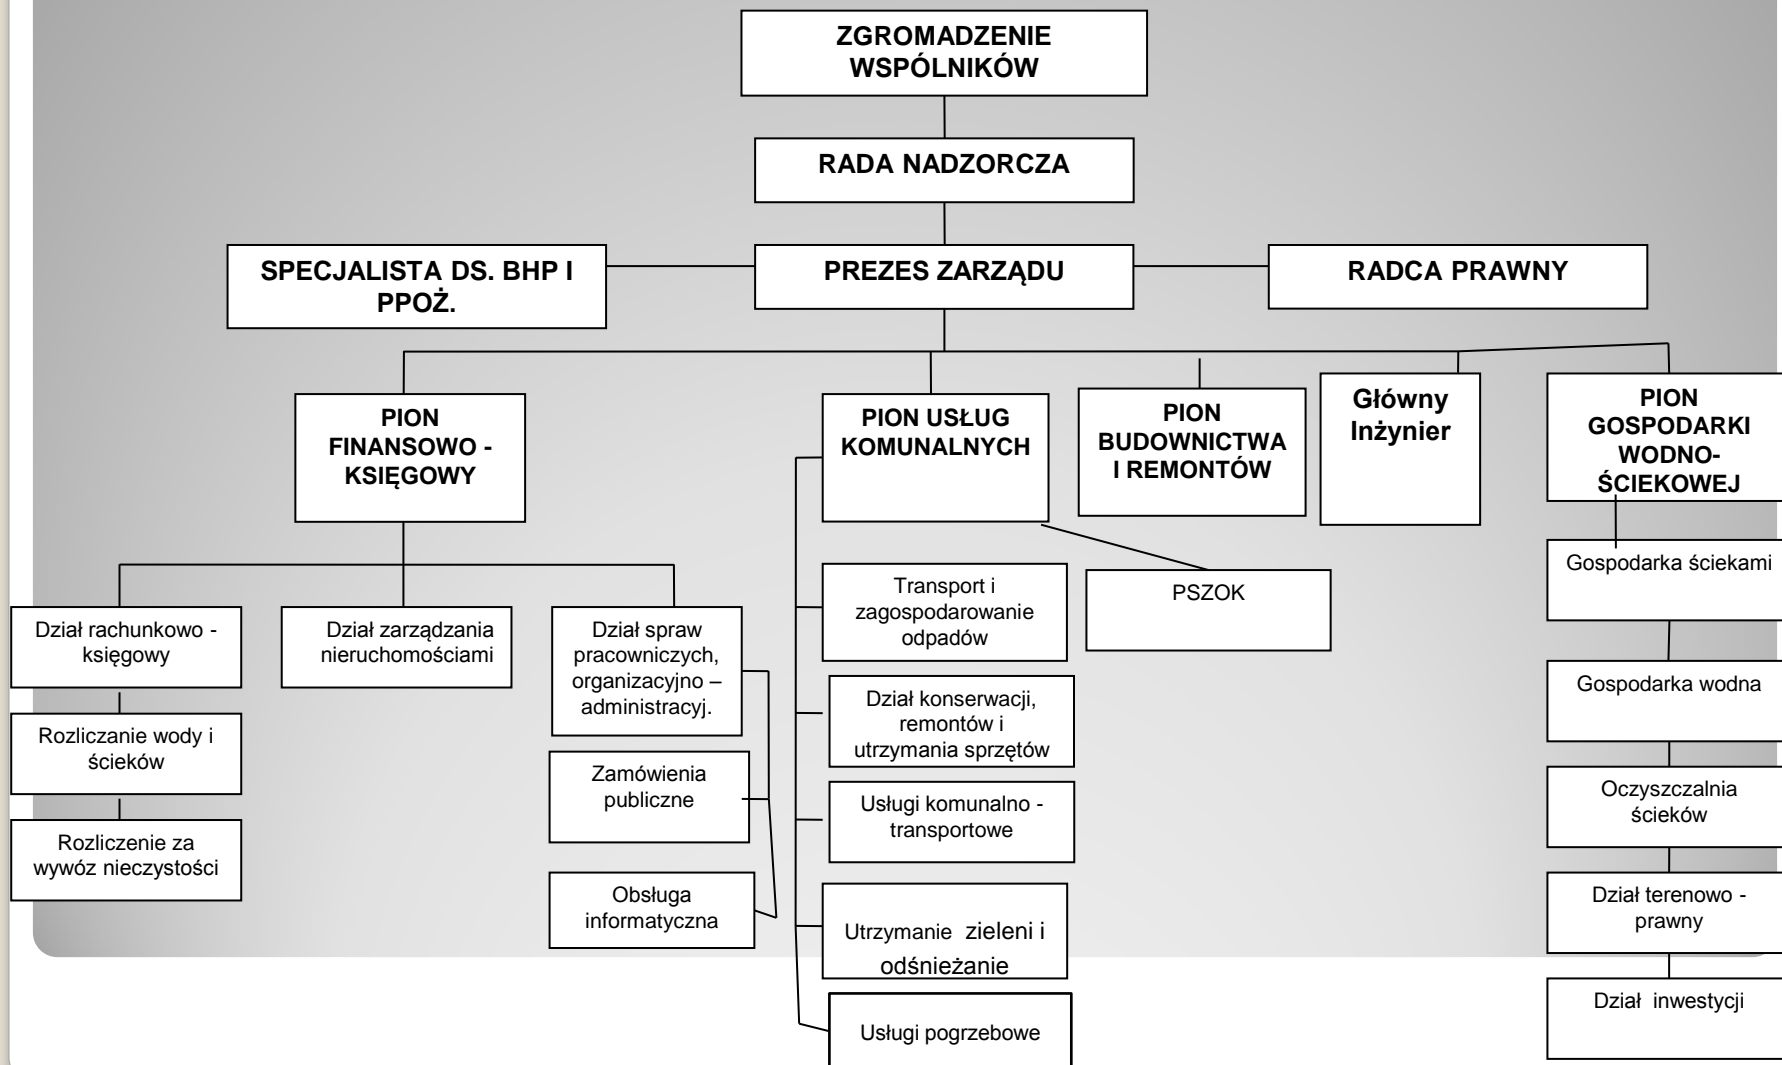 ZGROMADZENIE
WSPÓLNIKÓW
RADA NADZORCZA
SPECJALISTA DS. BHP I
PPOŻ.
PREZES ZARZĄDU
RADCA PRAWNY
PION
FINANSOWO -
KSIĘGOWY
PION USŁUG
KOMUNALNYCH
PION
BUDOWNICTWA
I REMONTÓW
Główny
Inżynier
PION
GOSPODARKI
WODNO-
ŚCIEKOWEJ
Dział rachunkowo -
księgowy
Rozliczanie wody i
ścieków
Rozliczenie za
wywóz nieczystości
Dział zarządzania
nieruchomościami
Dział spraw
pracowniczych,
organizacyjno –
administracyj.
Zamówienia
publiczne
Obsługa
informatyczna
Transport i
zagospodarowanie
odpadów
Dział konserwacji,
remontów i
utrzymania sprzętów
Usługi komunalno -
transportowe
Utrzymanie zieleni i
odśnieżanie
Usługi pogrzebowe
PSZOK
Gospodarka ściekami
Gospodarka wodna
Oczyszczalnia
ścieków
Dział terenowo -
prawny
Dział inwestycji